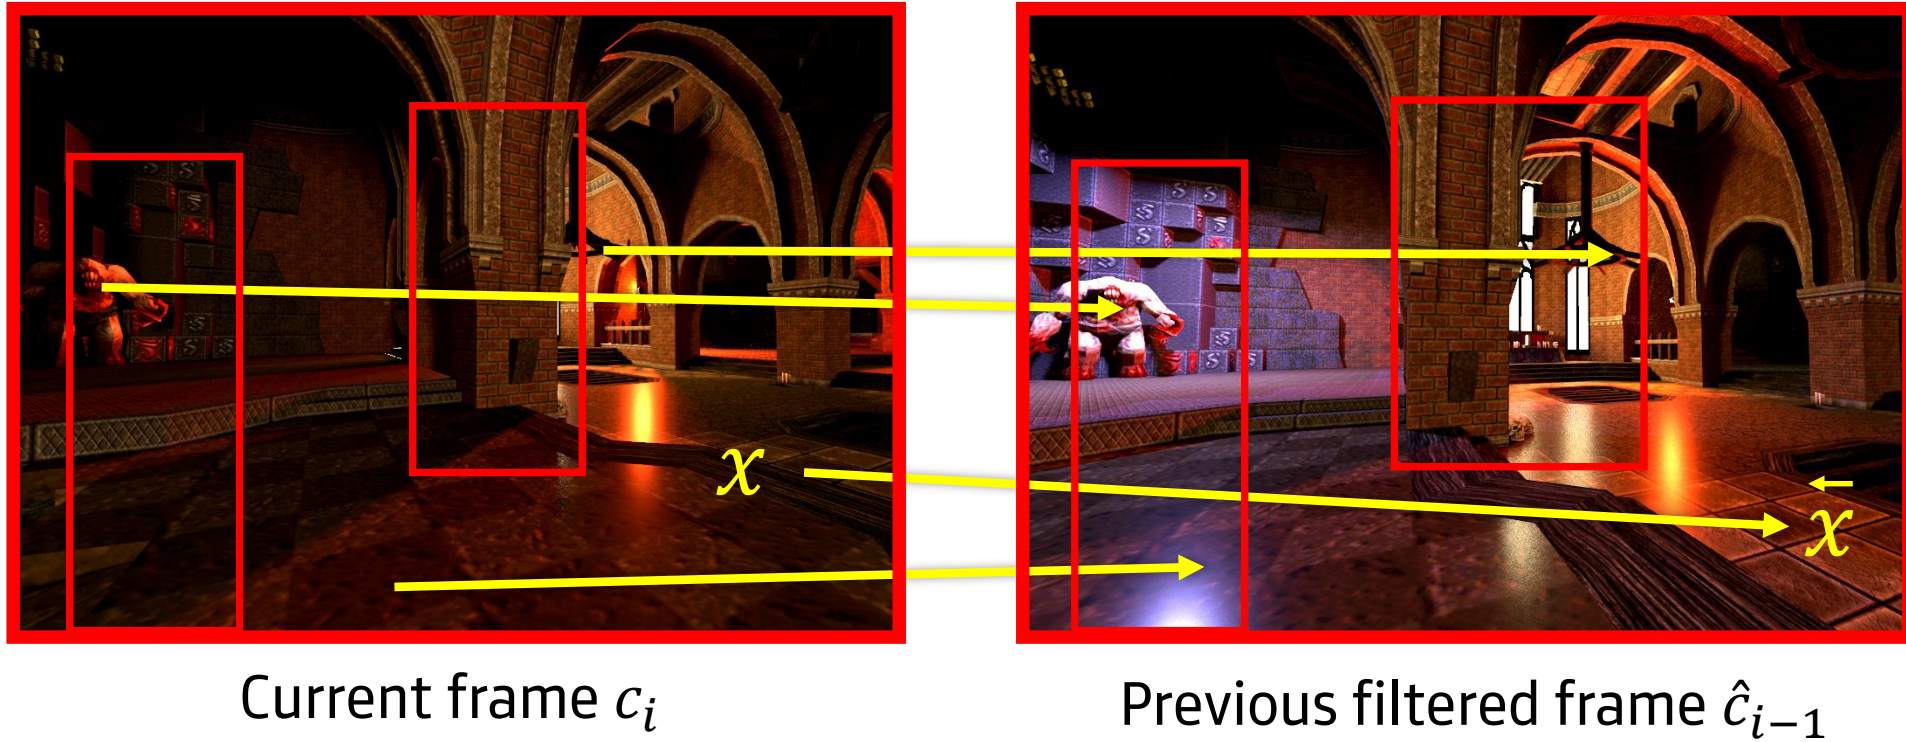 x
x⃖
Current frame cᵢ
Previous filtered frame ĉᵢ₋₁